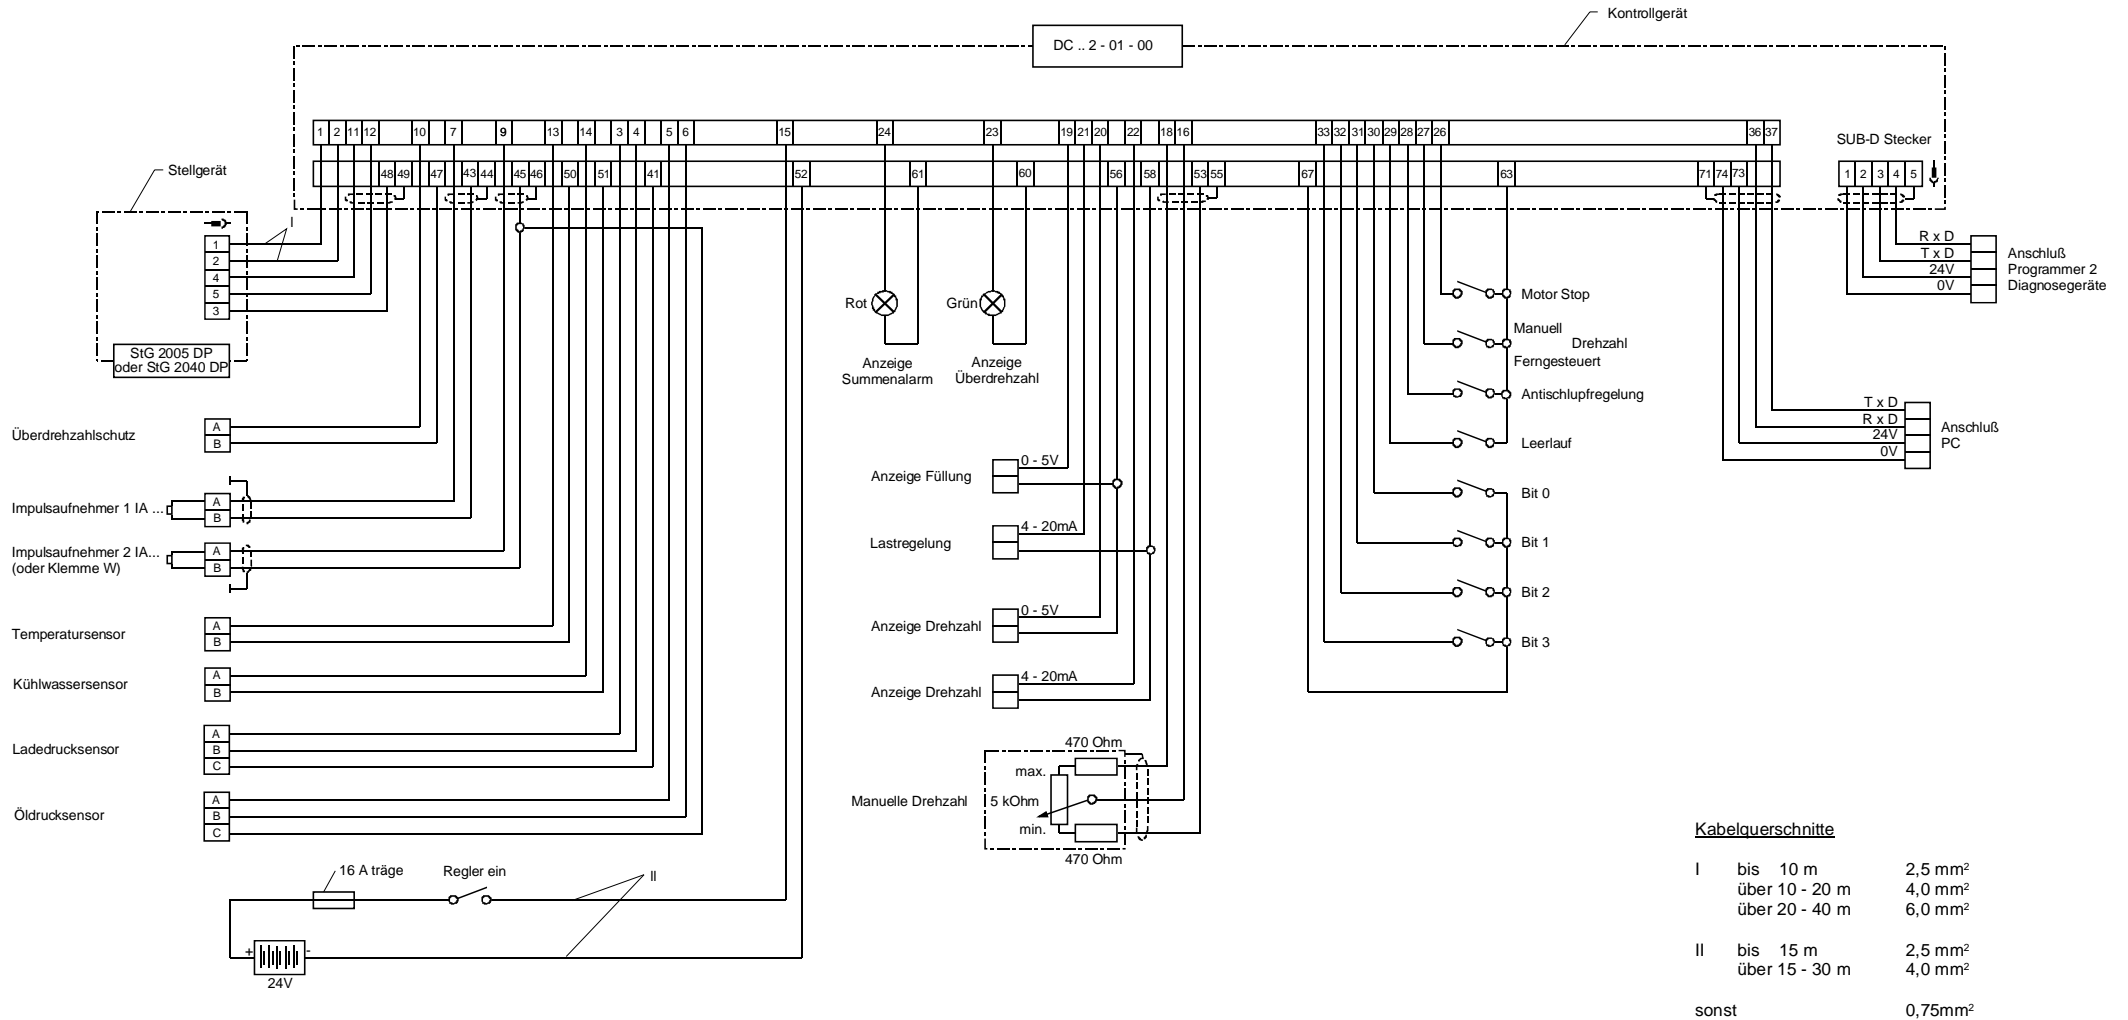 Kontrollgerät
DC .. 2 - 01 - 00
1 2 11 12 10 7 9 13 14 3 4 5 6 15 24 23 19 21 20 22 18 16 33 32 31 30 29 28 27 26 36 37
SUB-D Stecker
48 49 47 43 44 45 46 50 51 41 52 61 60 56 58 53 55 67 63 71 74 73
1 2 3 4 5
Stellgerät
I
1
2
4
5
3
StG 2005 DP
oder StG 2040 DP
Rot
Anzeige
Summenalarm
Grün
Anzeige
Überdrehzahl
Motor Stop
Manuell
Drehzahl
Ferngesteuert
Antischlupfregelung
Leerlauf
Bit 0
Bit 1
Bit 2
Bit 3
R x D
T x D
24V
0V
Anschluß
Programmer 2
Diagnosegeräte
T x D
R x D
24V
0V
Anschluß
PC
Überdrehzahlschutz
A
B
Impulsaufnehmer 1 IA ...
A
B
Impulsaufnehmer 2 IA...
(oder Klemme W)
A
B
Temperatursensor
A
B
Kühlwassersensor
A
B
Ladedrucksensor
A
B
C
Öldrucksensor
A
B
C
Anzeige Füllung
0 - 5V
Lastregelung
4 - 20mA
Anzeige Drehzahl
0 - 5V
Anzeige Drehzahl
4 - 20mA
470 Ohm
max.
Manuelle Drehzahl
5 kOhm
min.
470 Ohm
16 A träge
Regler ein
II
+ -
24V
Kabelquerschnitte
I bis 10 m 2,5 mm²
über 10 - 20 m 4,0 mm²
über 20 - 40 m 6,0 mm²
II bis 15 m 2,5 mm²
über 15 - 30 m 4,0 mm²
sonst 0,75mm²